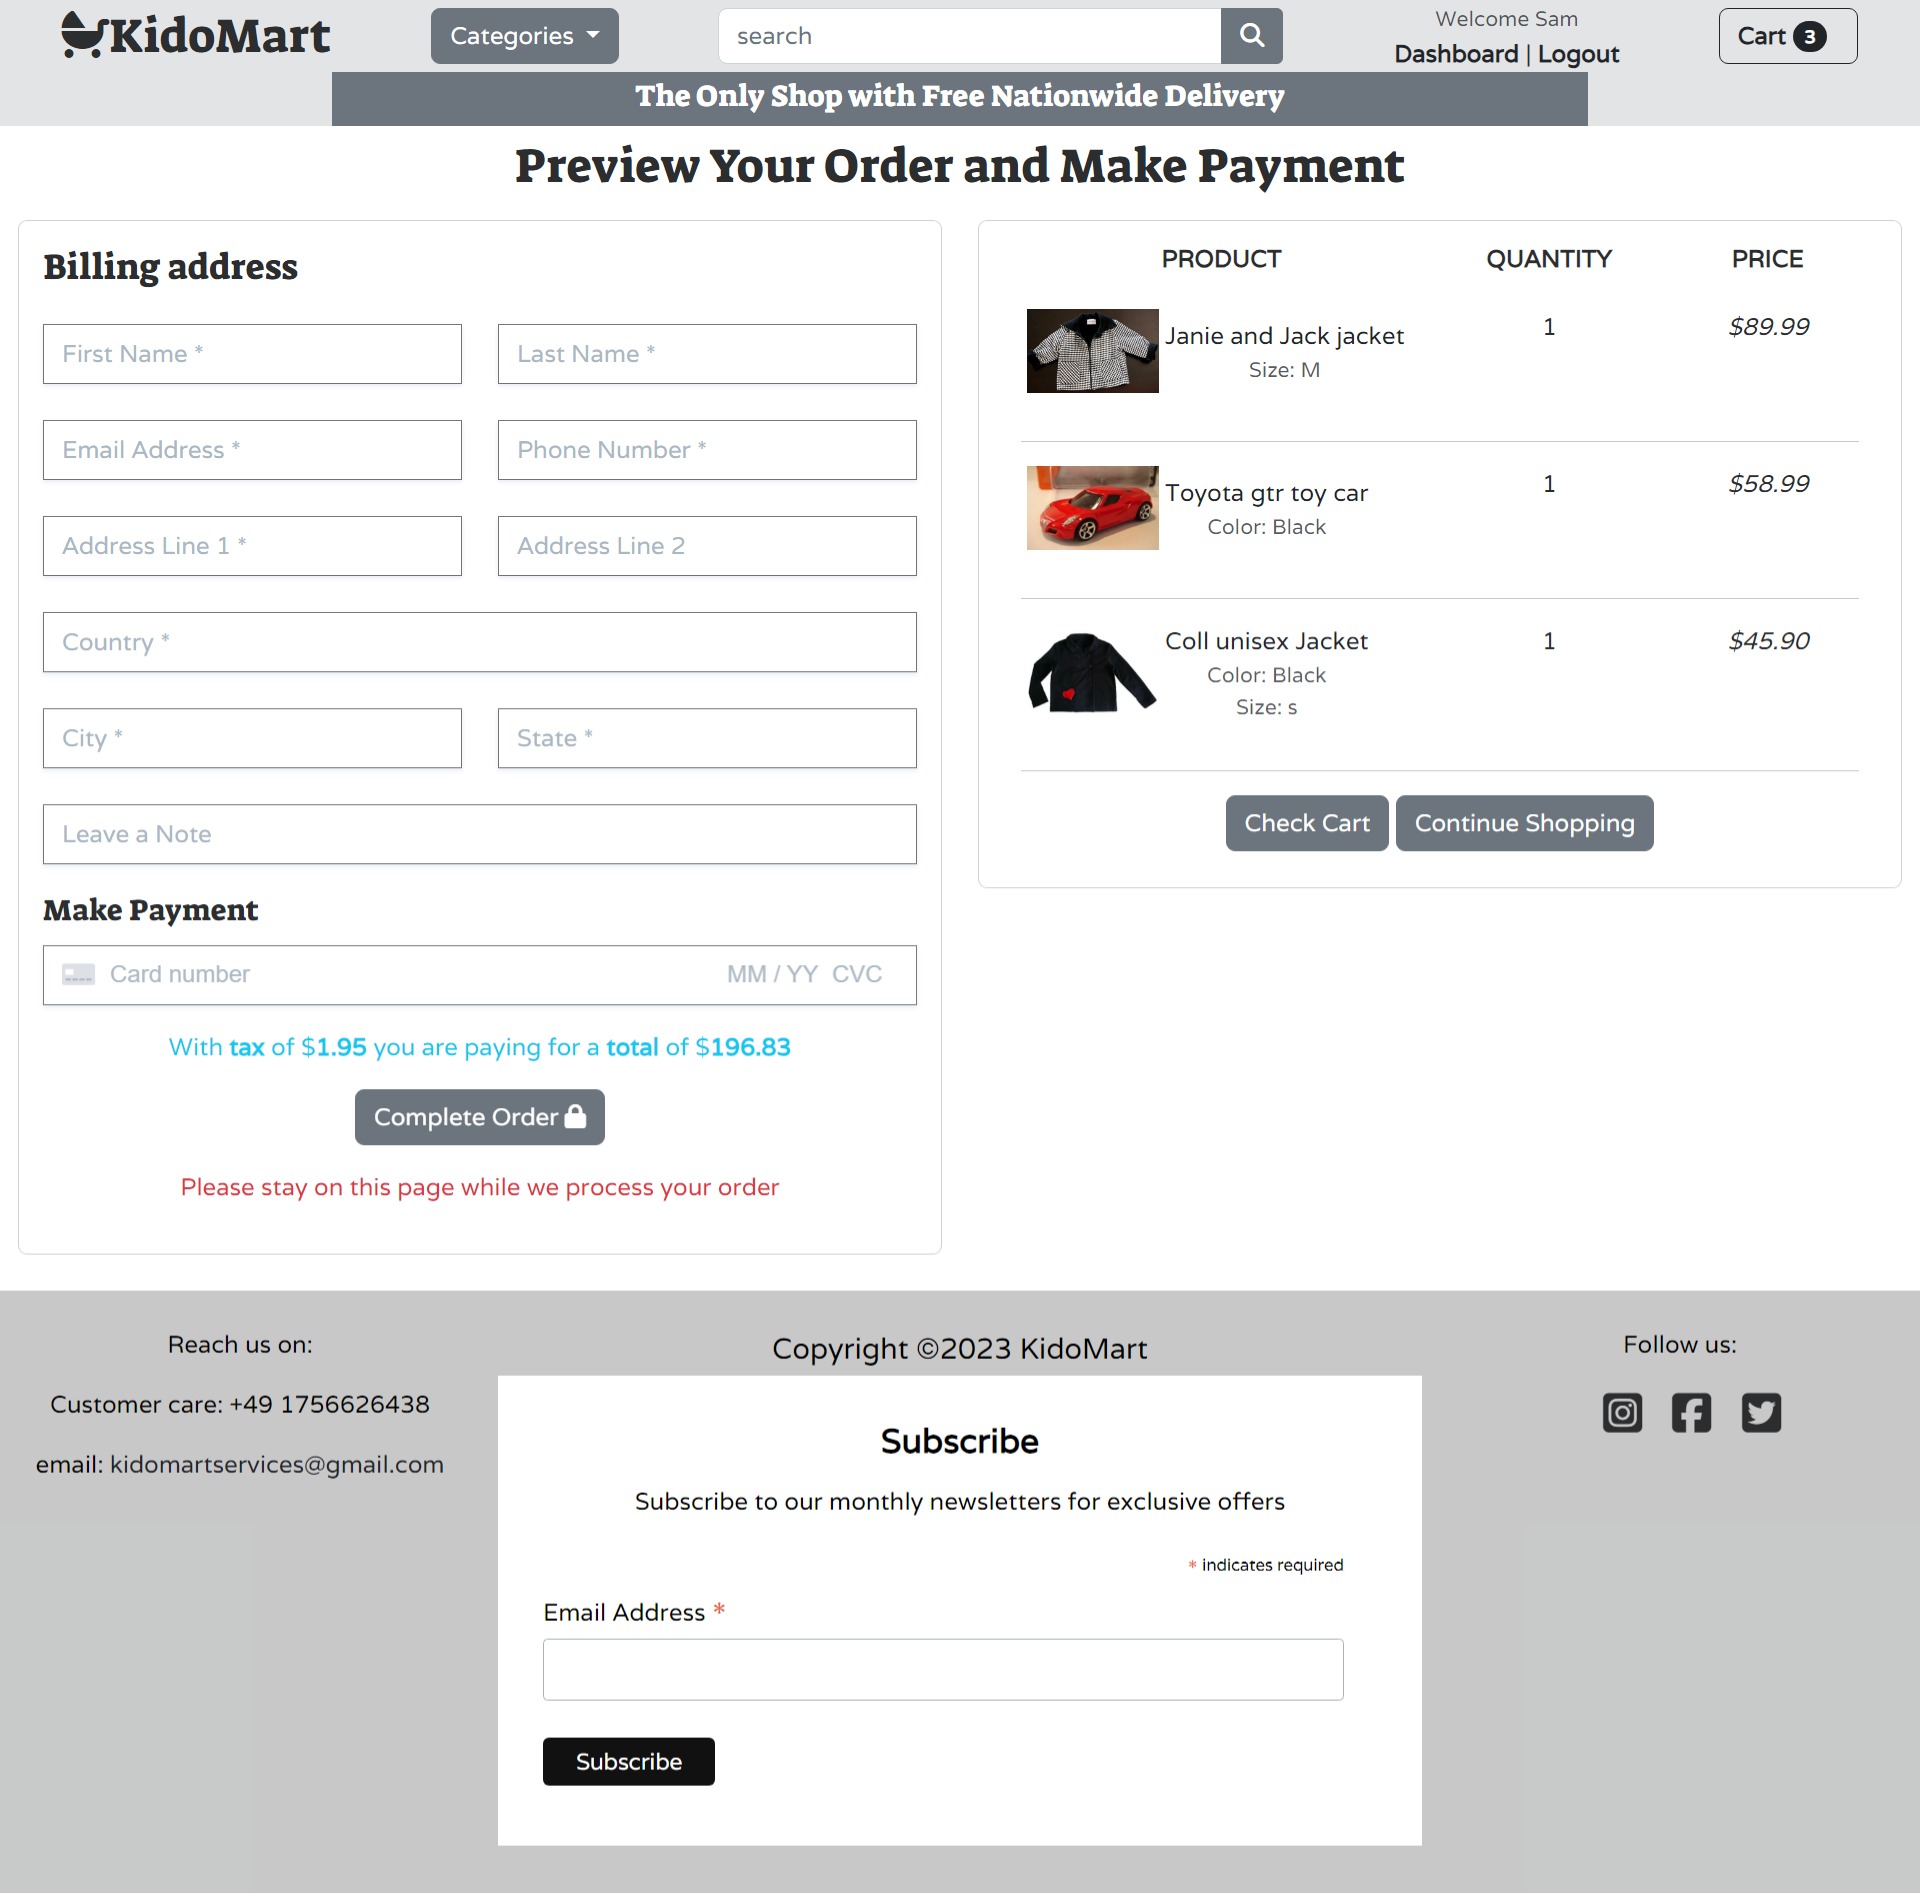 KidoMart
Categories
search
Welcome Sam
Dashboard | Logout
Cart 3
The Only Shop with Free Nationwide Delivery
Preview Your Order and Make Payment
Billing address
First Name *
Last Name *
Email Address *
Phone Number *
Address Line 1 *
Address Line 2
Country *
City *
State *
Leave a Note
Make Payment
Card number MM / YY CVC
With tax of $1.95 you are paying for a total of $196.83
Complete Order
Please stay on this page while we process your order
PRODUCT QUANTITY PRICE
Janie and Jack jacket 1 $89.99
Size: M
Toyota gtr toy car 1 $58.99
Color: Black
Coll unisex Jacket 1 $45.90
Color: Black
Size: s
Check Cart
Continue Shopping
Reach us on:
Customer care: +49 1756626438
email: kidomartservices@gmail.com
Copyright ©2023 KidoMart
Subscribe
Subscribe to our monthly newsletters for exclusive offers
* indicates required
Email Address *
Subscribe
Follow us: